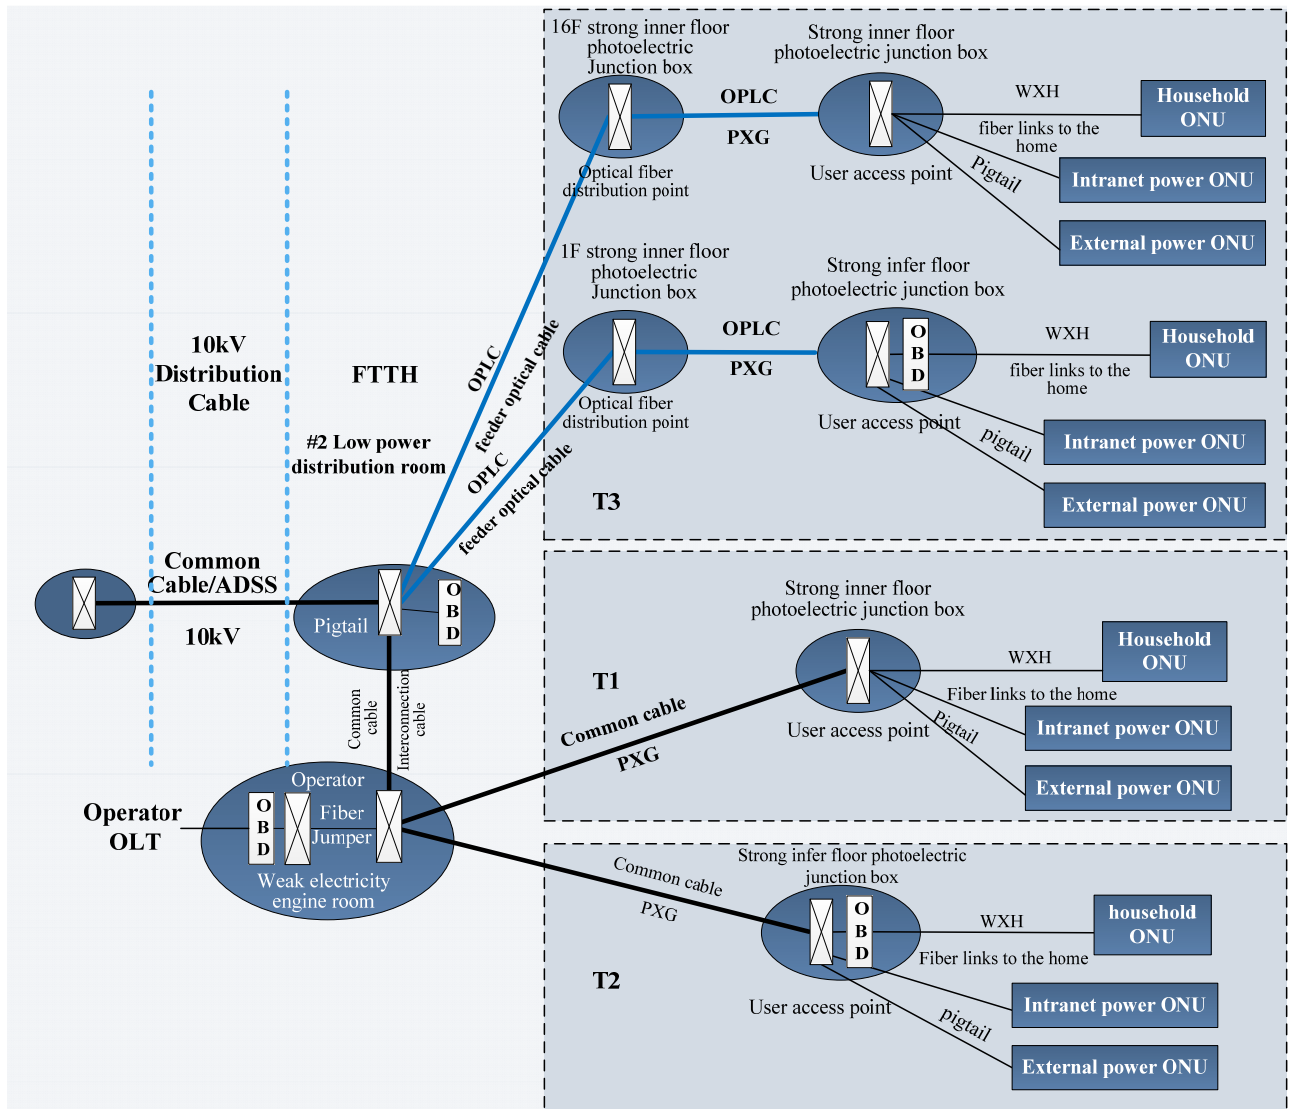 16F strong inner floor
photoelectric
Junction box
OPLC
PXG
Optical fiber
distribution point
Strong inner floor
photoelectric junction box
User access point
WXH
fiber links to the
home
Pigtail
Household
ONU
Intranet power ONU
External power ONU
1F strong inner floor
photoelectric
Junction box
OPLC
PXG
Optical fiber
distribution point
Strong infer floor
photoelectric junction box
O
B
D
User access point
WXH
fiber links to the
home
pigtail
Household
ONU
Intranet power ONU
External power ONU
T3
10kV
Distribution
Cable
FTTH
#2 Low power
distribution room
OPLC
feeder optical cable
OPLC
feeder optical cable
Common
Cable/ADSS
10kV
Pigtail
O
B
D
Common
cable
Interconnection
cable
Strong inner floor
photoelectric junction box
T1
Common cable
PXG
User access point
WXH
Fiber links to the home
Pigtail
Household
ONU
Intranet power ONU
External power ONU
Operator
OLT
Operator
O
B
D
Fiber
Jumper
Weak electricity
engine room
Common cable
PXG
Strong infer floor photoelectric
junction box
O
B
D
T2
User access point
WXH
Fiber links to the home
pigtail
household
ONU
Intranet power ONU
External power ONU